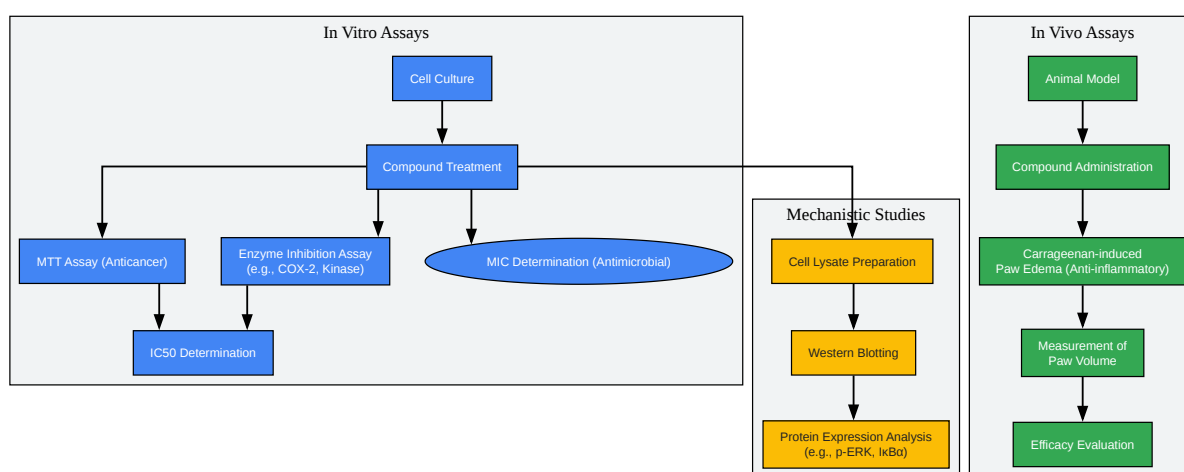 In Vitro Assays
Cell Culture
Compound Treatment
MTT Assay (Anticancer)
Enzyme Inhibition Assay
(e.g., COX-2, Kinase)
MIC Determination (Antimicrobial)
IC50 Determination
Mechanistic Studies
Cell Lysate Preparation
Western Blotting
Protein Expression Analysis
(e.g., p-ERK, IκBα)
In Vivo Assays
Animal Model
Compound Administration
Carrageenan-induced
Paw Edema (Anti-inflammatory)
Measurement of
Paw Volume
Efficacy Evaluation